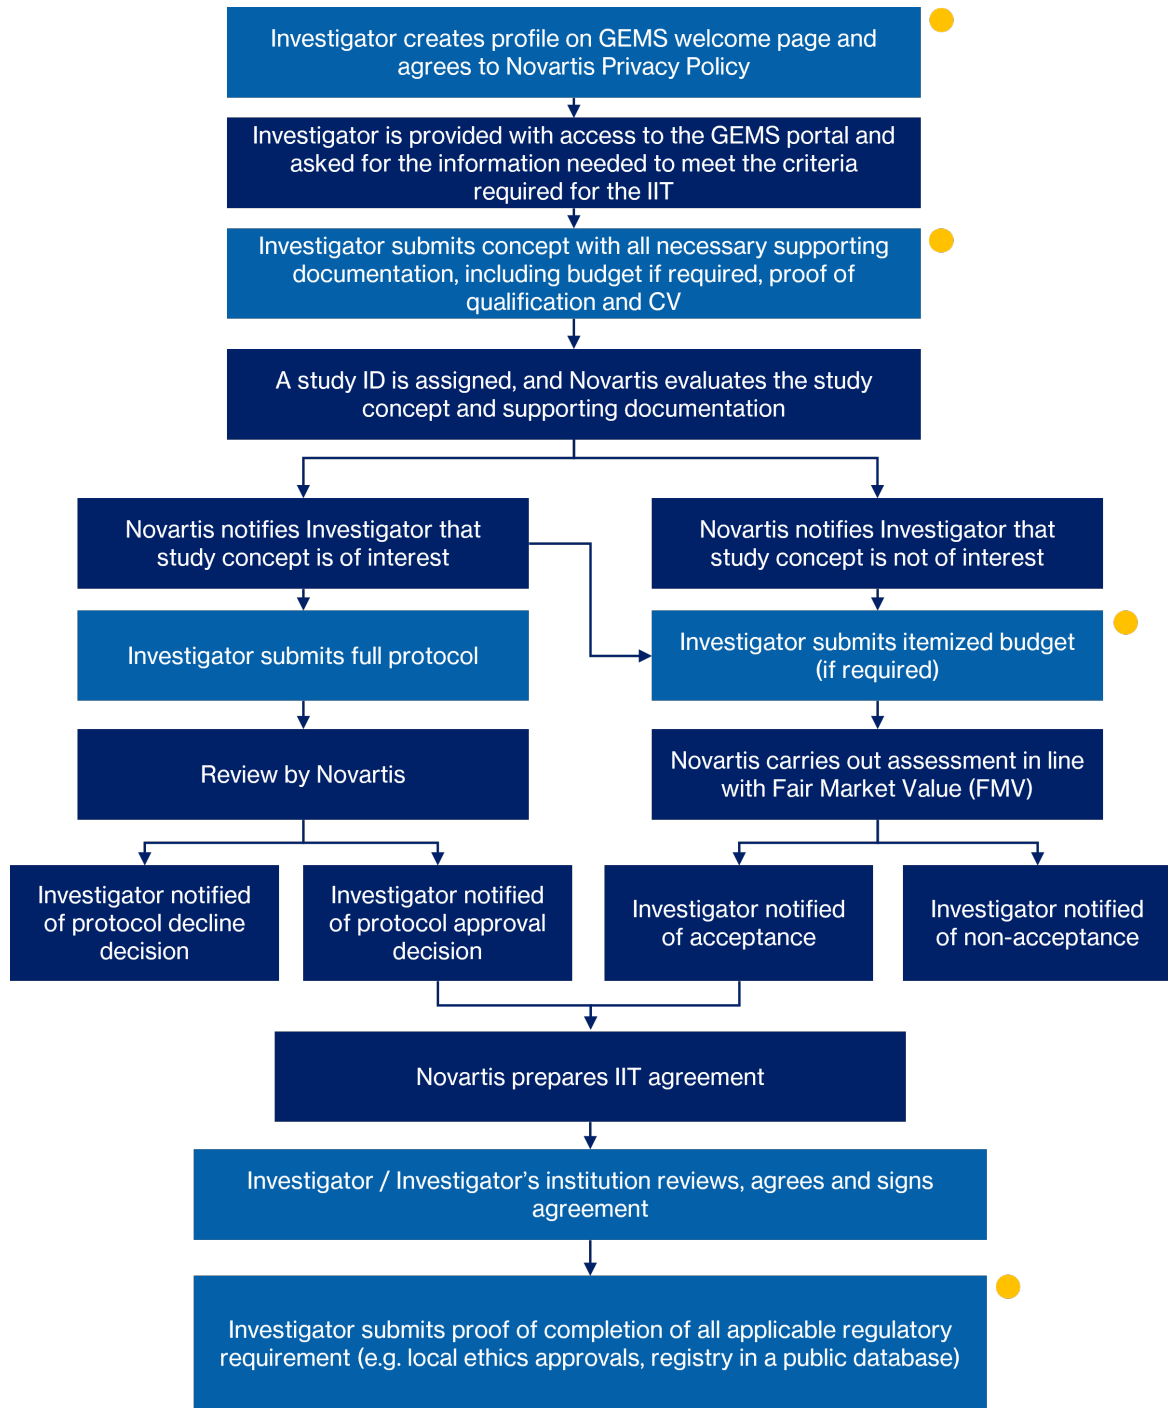 Investigator creates profile on GEMS welcome page and
agrees to Novartis Privacy Policy
Investigator is provided with access to the GEMS portal and
asked for the information needed to meet the criteria
required for the IIT
Investigator submits concept with all necessary supporting
documentation, including budget if required, proof of
qualification and CV
A study ID is assigned, and Novartis evaluates the study
concept and supporting documentation
Novartis notifies Investigator that
study concept is of interest
Novartis notifies Investigator that
study concept is not of interest
Investigator submits full protocol
Investigator submits itemized budget
(if required)
Review by Novartis
Novartis carries out assessment in line
with Fair Market Value (FMV)
Investigator notified
of protocol decline
decision
Investigator notified
of protocol approval
decision
Investigator notified
of acceptance
Investigator notified
of non-acceptance
Novartis prepares IIT agreement
Investigator / Investigator’s institution reviews, agrees and signs
agreement
Investigator submits proof of completion of all applicable regulatory
requirement (e.g. local ethics approvals, registry in a public database)